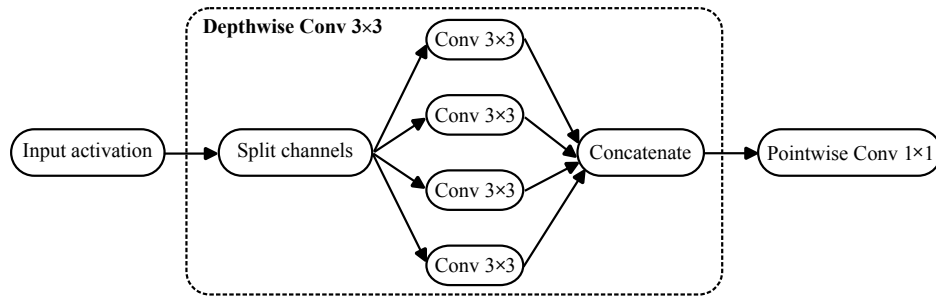 Depthwise Conv 3×3
Conv 3×3
Conv 3×3
Input activation
Split channels
Concatenate
Pointwise Conv 1×1
Conv 3×3
Conv 3×3